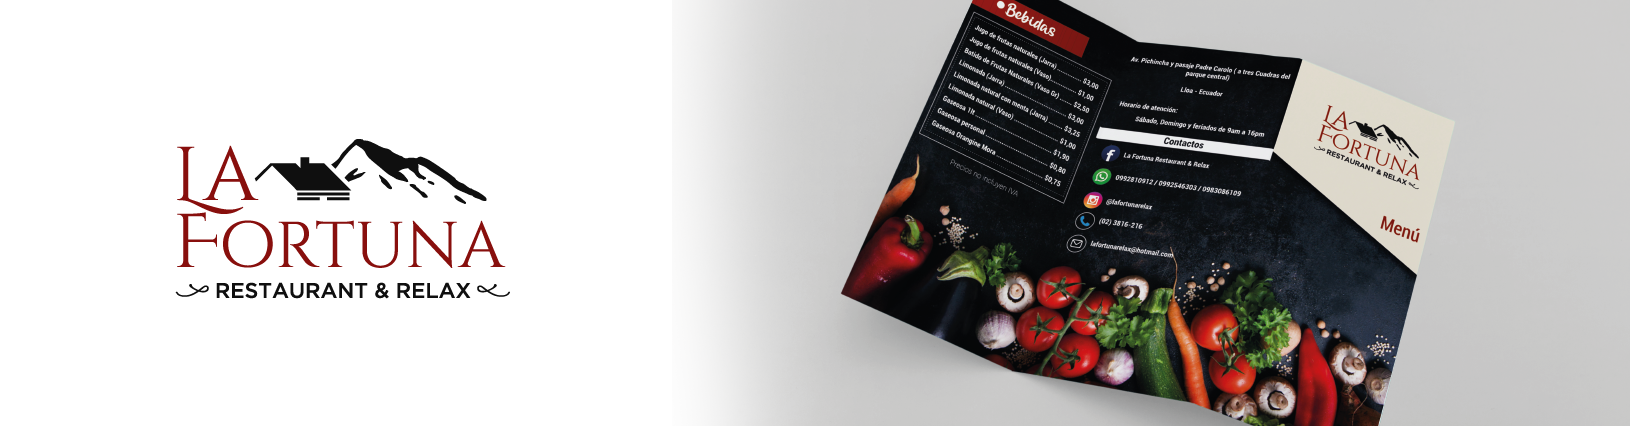 LA
FORTUNA
RESTAURANT & RELAX
Bebidas
Jugo de frutas naturales (Jarra) $3,00
Jugo de frutas naturales (Vaso) $1,00
Batido de Frutas Naturales (Vaso Gr) $2,50
Limonada (Jarra) $3,00
Limonada natural con menta (Jarra) $3,25
Limonada natural (Vaso) $1,00
Gaseosa 1lt $1,90
Gaseosa personal $0,80
Gaseosa Orangine Mora $0,75
Precios no incluyen IVA
Av. Pichincha y pasaje Padre Carolo ( a tres Cuadras del
parque central)
Lloa - Ecuador
Horario de atención:
Sábado, Domingo y feriados de 9am a 16pm
Contactos
La Fortuna Restaurant & Relax
0992810912 / 0992546303 / 0983086109
@lafortunarelax
(02) 3816-216
lafortunarelax@hotmail.com
LA
FORTUNA
RESTAURANT & RELAX
Menú